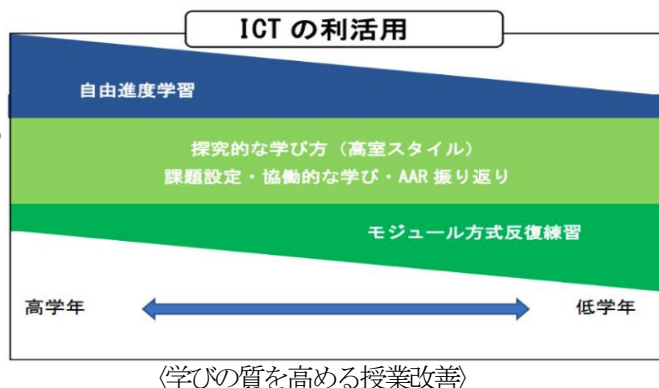 ICT の利活用
自由進度学習
探究的な学び方（高室スタイル）
課題設定・協働的な学び・AAR 振り返り
モジュール方式反復練習
高学年
低学年
〈学びの質を高める授業改善〉